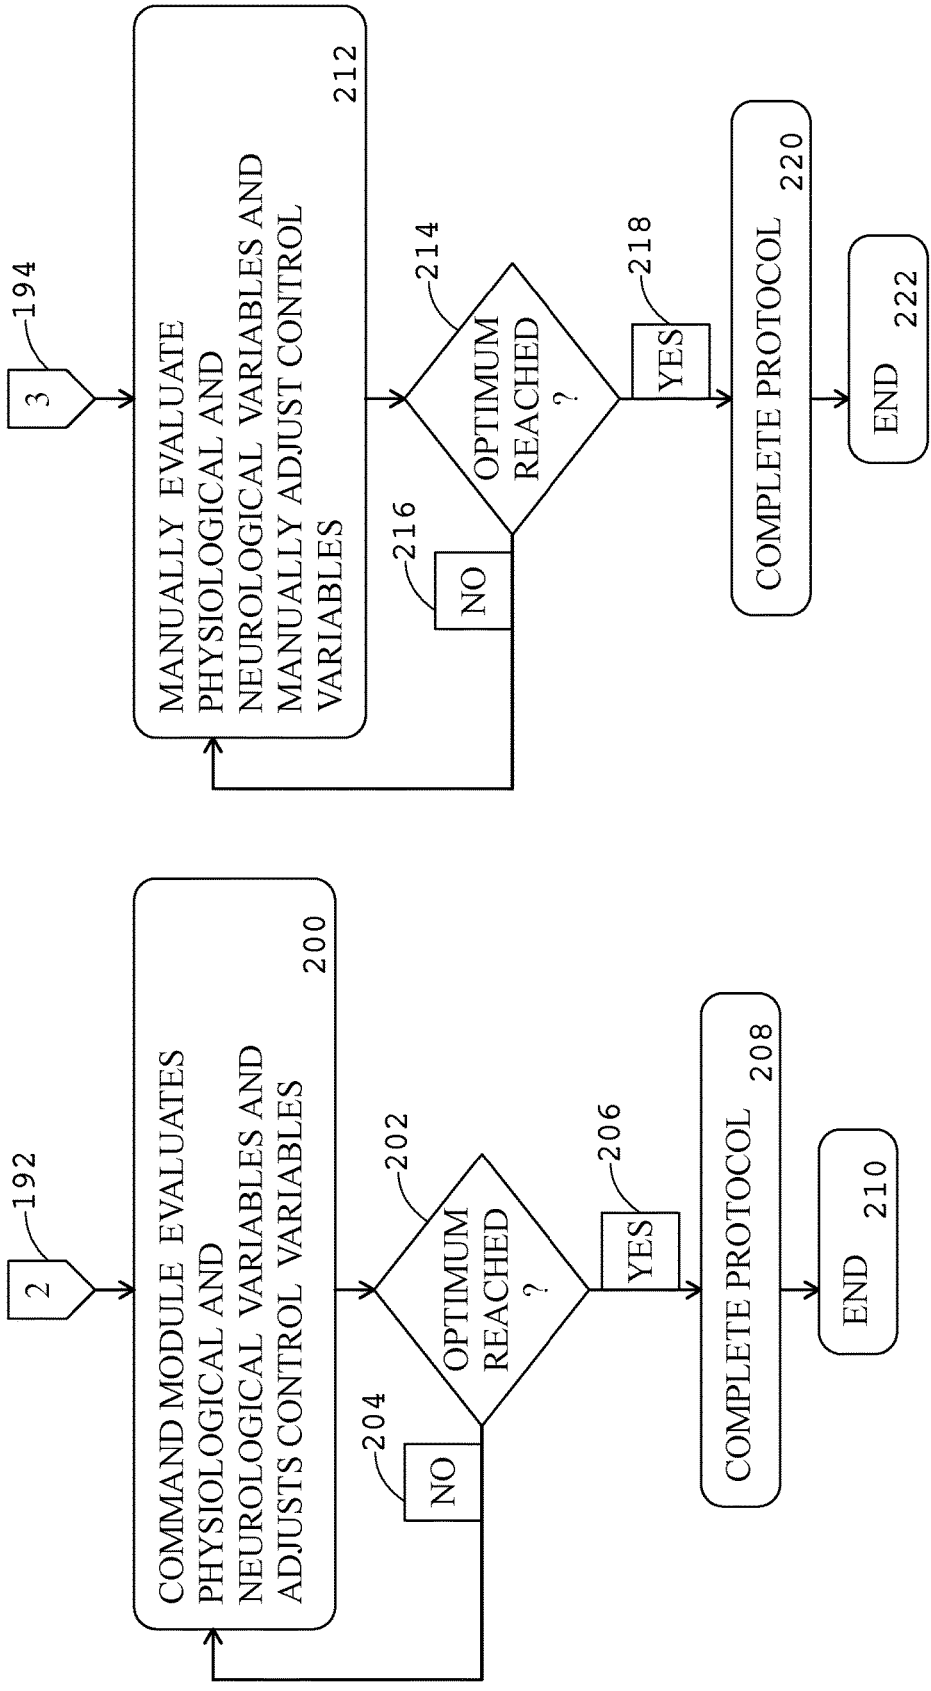 2
192
COMMAND MODULE EVALUATES
PHYSIOLOGICAL AND
NEUROLOGICAL VARIABLES AND
ADJUSTS CONTROL VARIABLES
200
OPTIMUM
REACHED
?
202
NO
204
YES
206
COMPLETE PROTOCOL
208
END
210
3
194
MANUALLY EVALUATE
PHYSIOLOGICAL AND
NEUROLOGICAL VARIABLES AND
MANUALLY ADJUST CONTROL
VARIABLES
212
OPTIMUM
REACHED
?
214
NO
216
YES
218
COMPLETE PROTOCOL
220
END
222